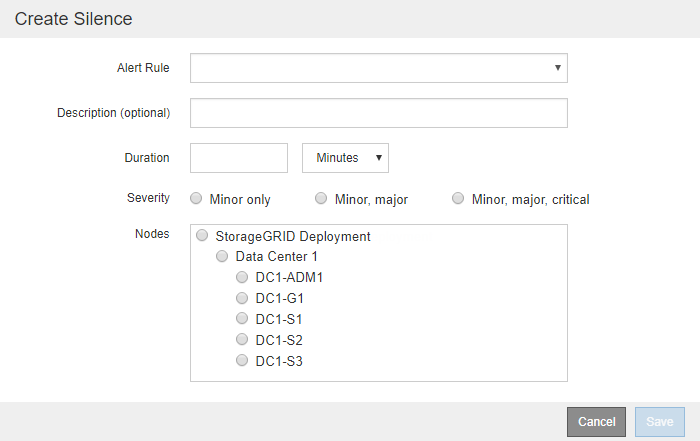 Create Silence
Alert Rule
Description (optional)
Duration Minutes
Severity Minor only Minor, major Minor, major, critical
Nodes StorageGRID Deployment
Data Center 1
DC1-ADM1
DC1-G1
DC1-S1
DC1-S2
DC1-S3
Cancel Save